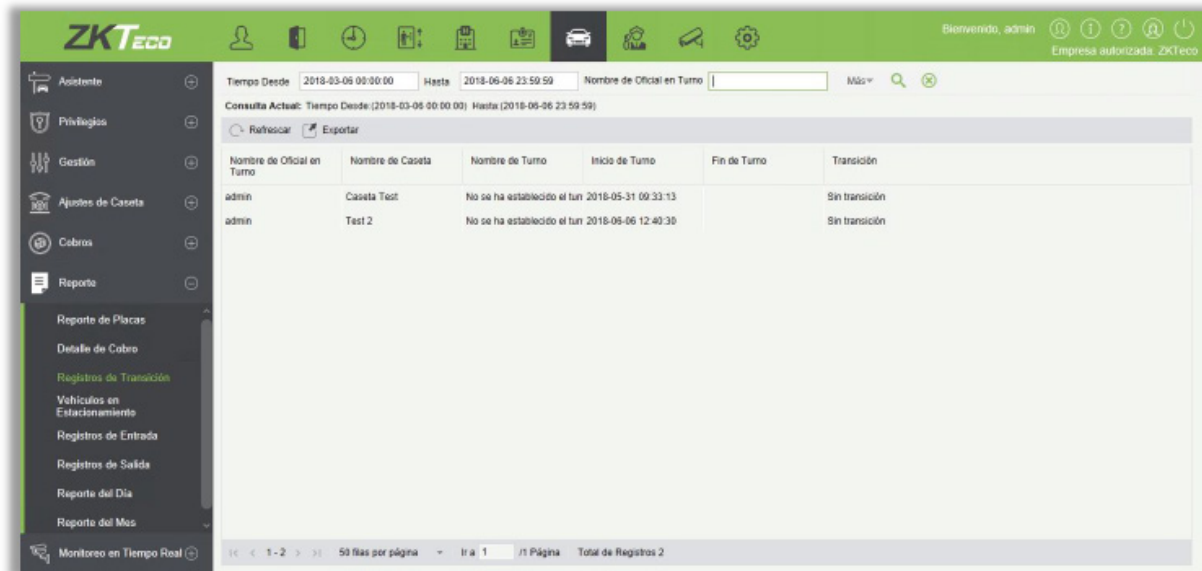 ZKTeco
Bienvenido, admin
Empresa autorizada: ZKTeco
Asistente
Privilegios
Gestión
Ajustes de Caseta
Cobros
Reporte
Reporte de Placas
Detalle de Cobro
Registros de Transición
Vehículos en
Estacionamiento
Registros de Entrada
Registros de Salida
Reporte del Día
Reporte del Mes
Monitoreo en Tiempo Real
Tiempo Desde 2018-03-06 00:00:00 Hasta 2018-06-06 23:59:59 Nombre de Oficial en Turno Más
Consulta Actual: Tiempo Desde:(2018-03-06 00:00:00) Hasta:(2018-06-06 23:59:59)
Refrescar Exportar
Nombre de Oficial en Turno Nombre de Caseta Nombre de Turno Inicio de Turno Fin de Turno Transición
admin Caseta Test No se ha establecido el tur 2018-05-31 09:33:13 Sin transición
admin Test 2 No se ha establecido el tur 2018-06-06 12:40:30 Sin transición
1-2 50 filas por página Ir a 1 /1 Página Total de Registros 2